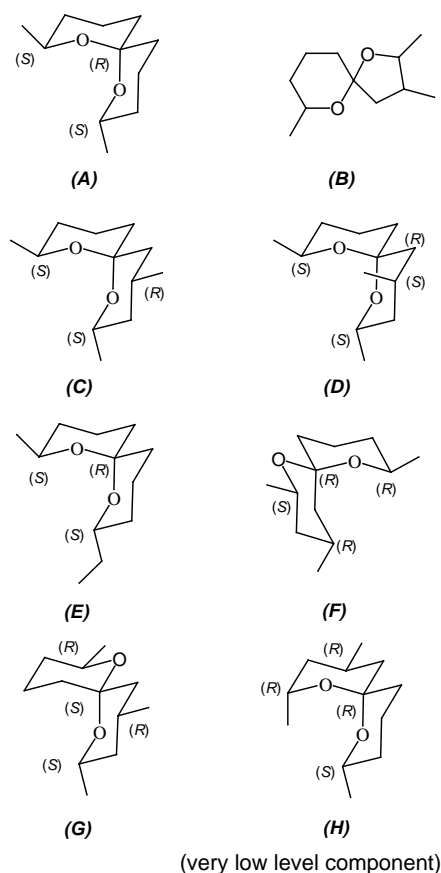 O
(S)
(R)
O
(S)
O
O
(A) (B)
O
(S)
O
(R)
(S)
(R)
O
(S)
(S)
O
(S)
(C) (D)
O
(S)
(R)
O
(S)
O
O
(R)
(R)
(S)
(R)
(E) (F)
(R)
O
(S)
O
(R)
(S)
(R)
(R)
O
(R)
O
(S)
(G) (H)
(very low level component)